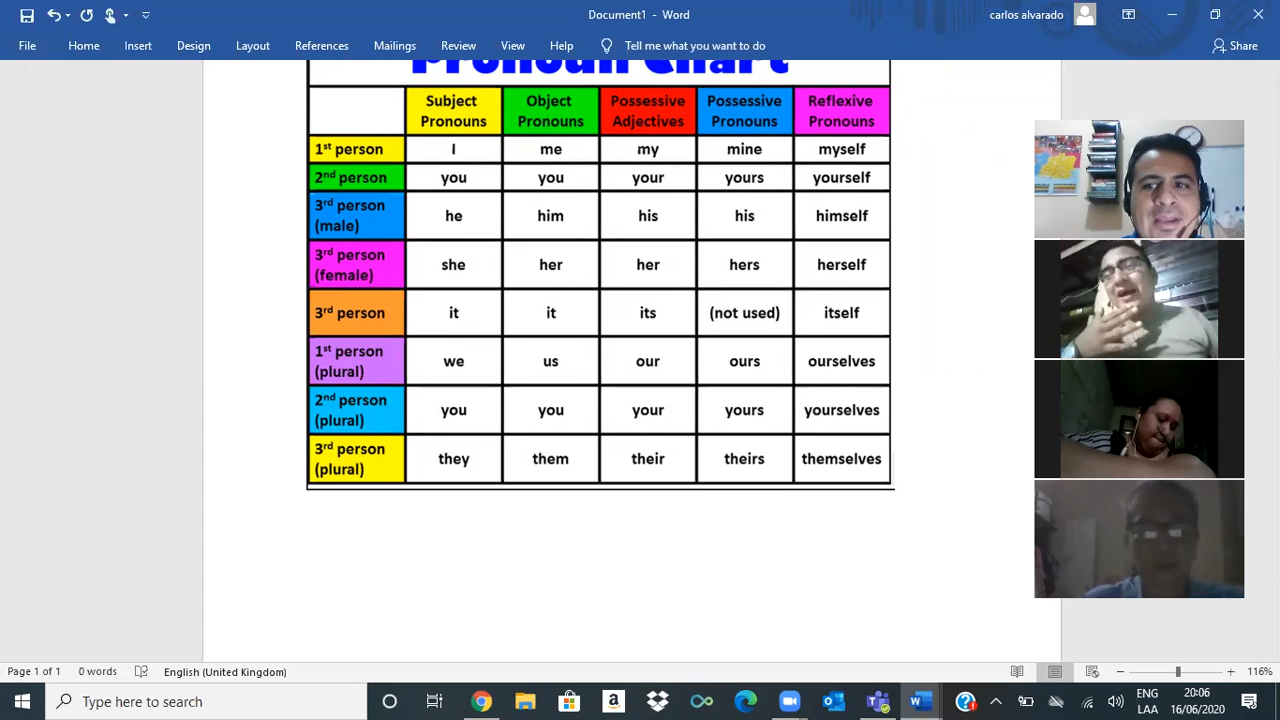 Document1 - Word
carlos alvarado
File Home Insert Design Layout References Mailings Review View Help Tell me what you want to do Share
Pronoun Chart
Subject Pronouns Object Pronouns Possessive Adjectives Possessive Pronouns Reflexive Pronouns
1st person I me my mine myself
2nd person you you your yours yourself
3rd person (male) he him his his himself
3rd person (female) she her her hers herself
3rd person it it its (not used) itself
1st person (plural) we us our ours ourselves
2nd person (plural) you you your yours yourselves
3rd person (plural) they them their theirs themselves
Page 1 of 1 0 words English (United Kingdom) 116%
Type here to search
ENG 20:06
LAA 16/06/2020